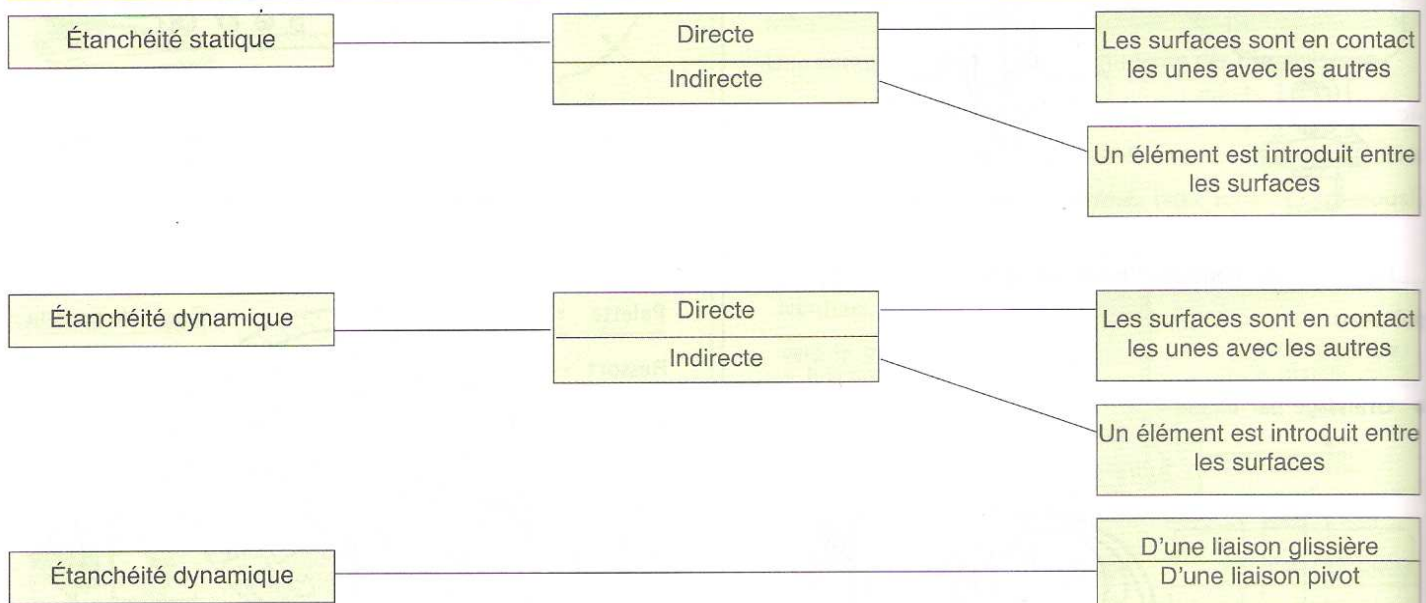 Étanchéité statique
Directe
Indirecte
Les surfaces sont en contact
les unes avec les autres
Un élément est introduit entre
les surfaces
Étanchéité dynamique
Directe
Indirecte
Les surfaces sont en contact
les unes avec les autres
Un élément est introduit entre
les surfaces
Étanchéité dynamique
D'une liaison glissière
D'une liaison pivot